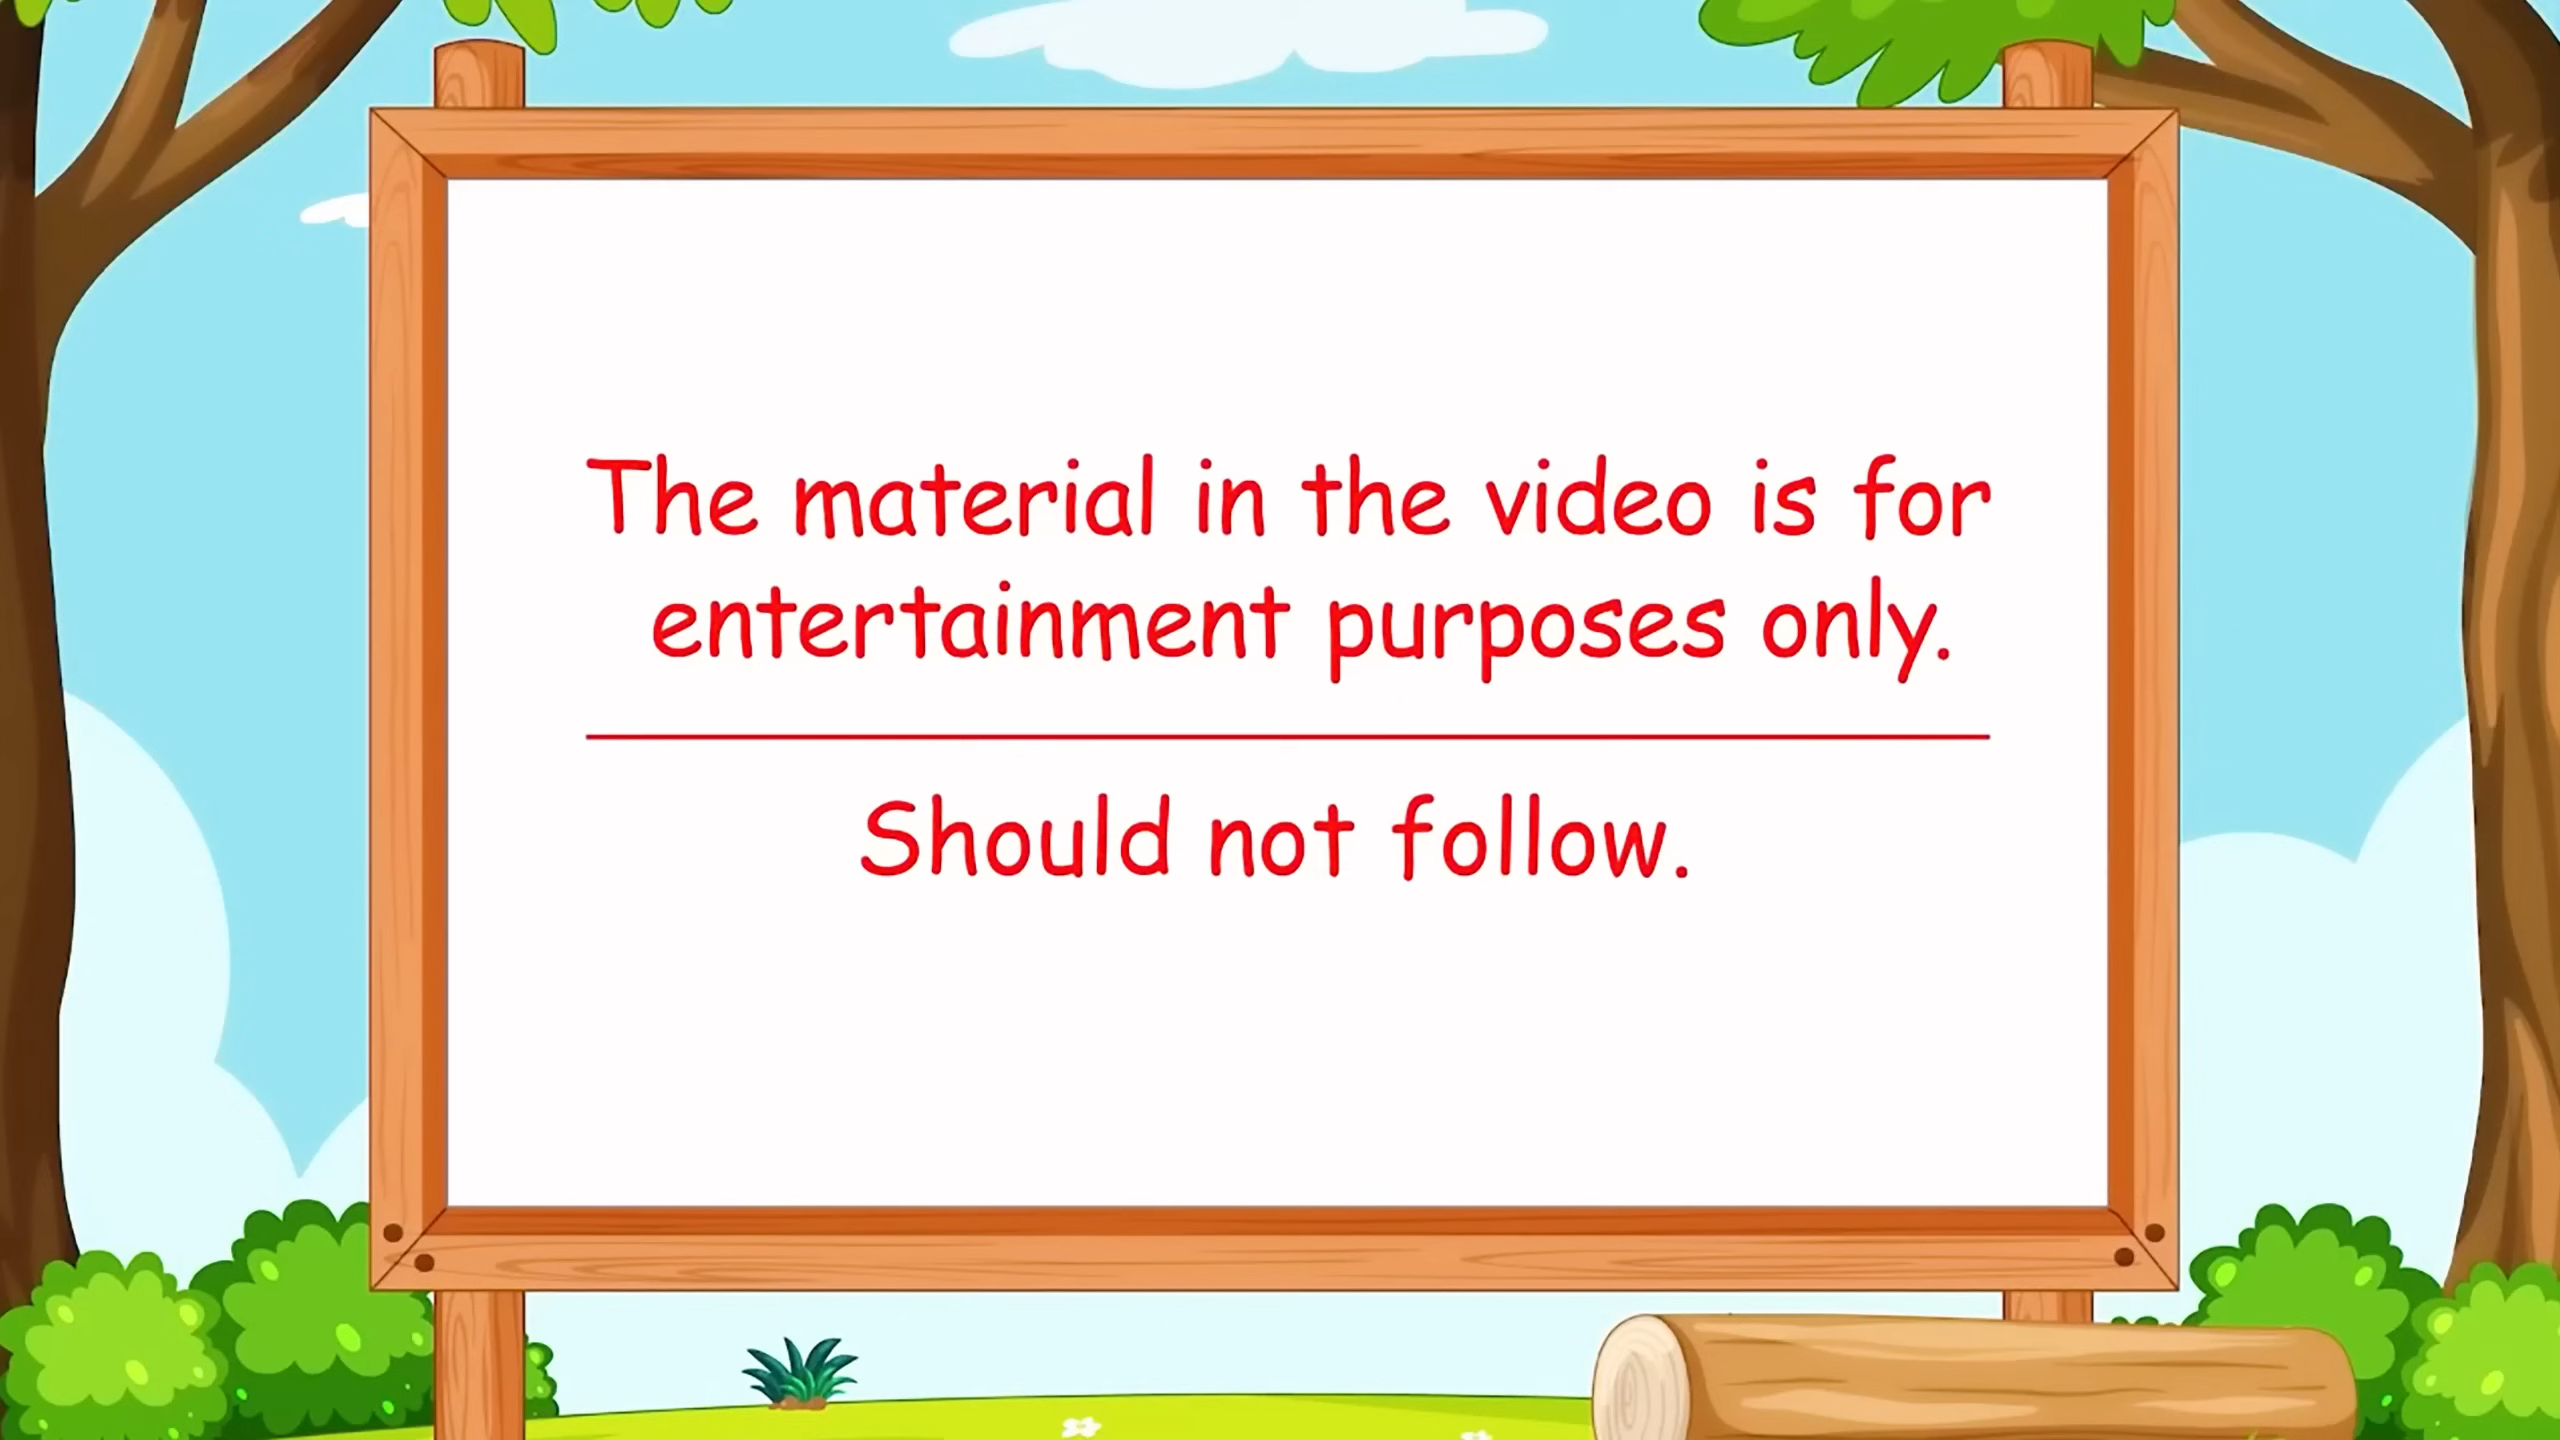 The material in the video is for
entertainment purposes only.
Should not follow.